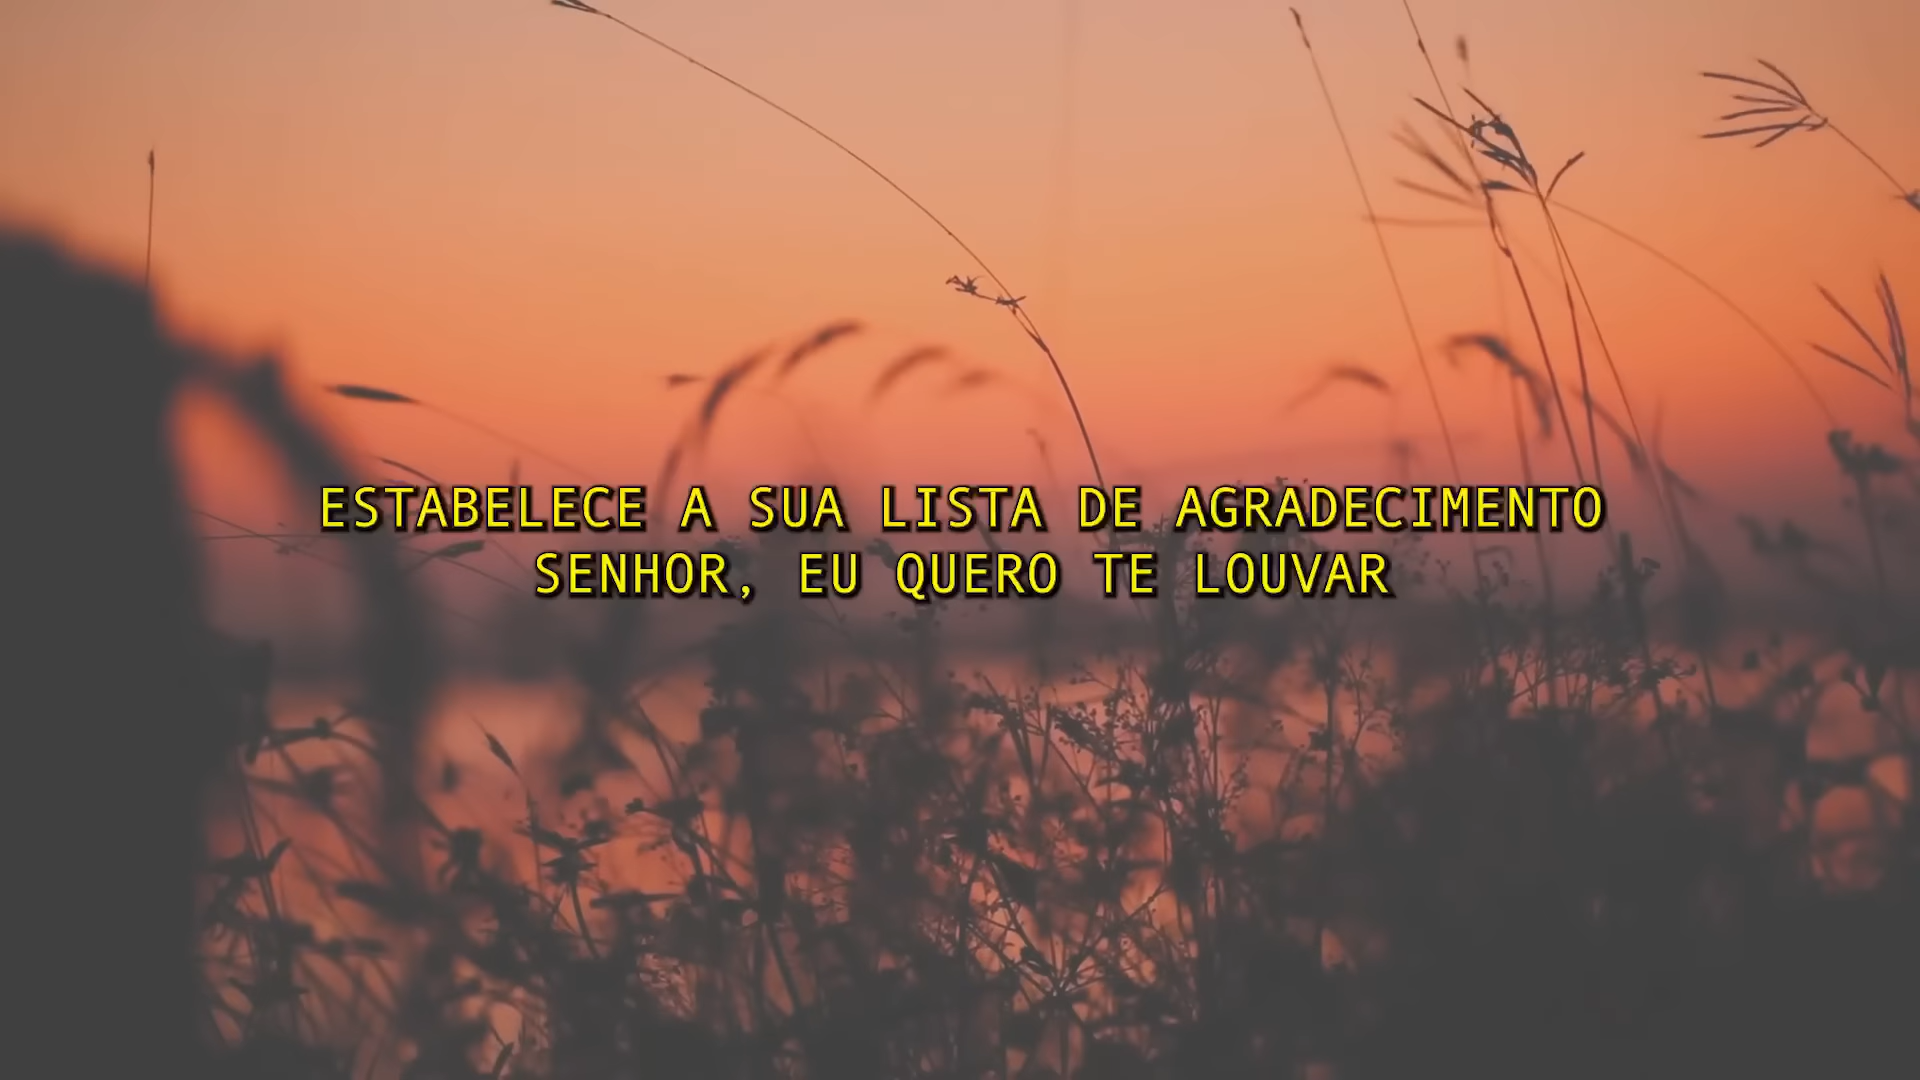 ESTABELECE A SUA LISTA DE AGRADECIMENTO
SENHOR, EU QUERO TE LOUVAR